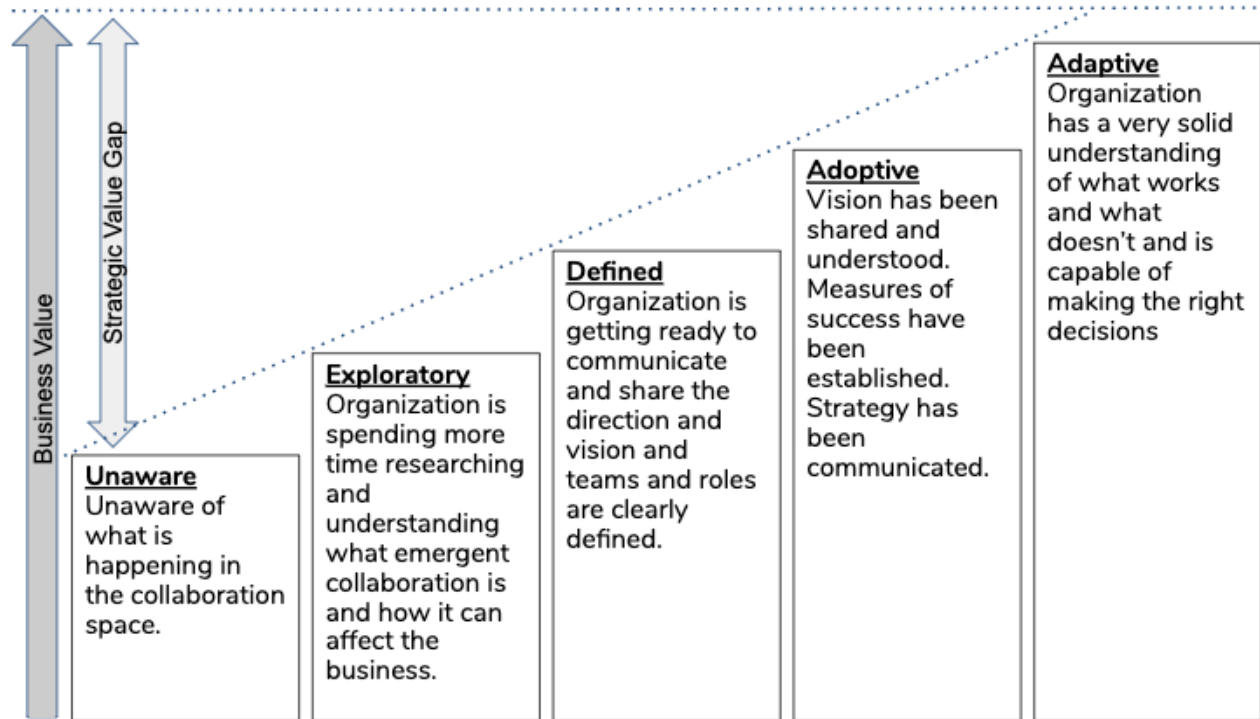 Business Value
Strategic Value Gap
Unaware
Unaware of
what is
happening in
the collaboration
space.
Exploratory
Organization is
spending more
time researching
and
understanding
what emergent
collaboration is
and how it can
affect the
business.
Defined
Organization is
getting ready to
communicate
and share the
direction and
vision and
teams and roles
are clearly
defined.
Adoptive
Vision has been
shared and
understood.
Measures of
success have
been
established.
Strategy has
been
communicated.
Adaptive
Organization
has a very solid
understanding
of what works
and what
doesn't and is
capable of
making the right
decisions